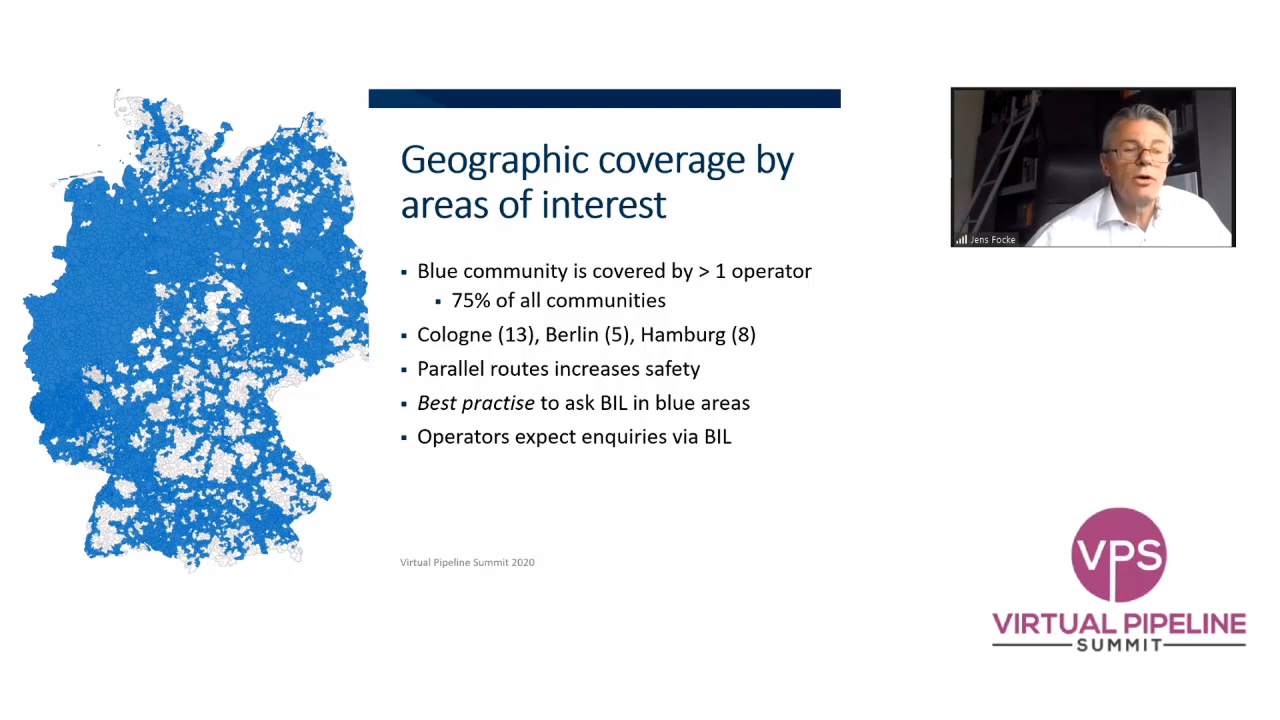 Geographic coverage by
areas of interest
▪ Blue community is covered by > 1 operator
▪ 75% of all communities
▪ Cologne (13), Berlin (5), Hamburg (8)
▪ Parallel routes increases safety
▪ Best practise to ask BIL in blue areas
▪ Operators expect enquiries via BIL
Virtual Pipeline Summit 2020
Jens Focke
VPS
VIRTUAL PIPELINE
SUMMIT